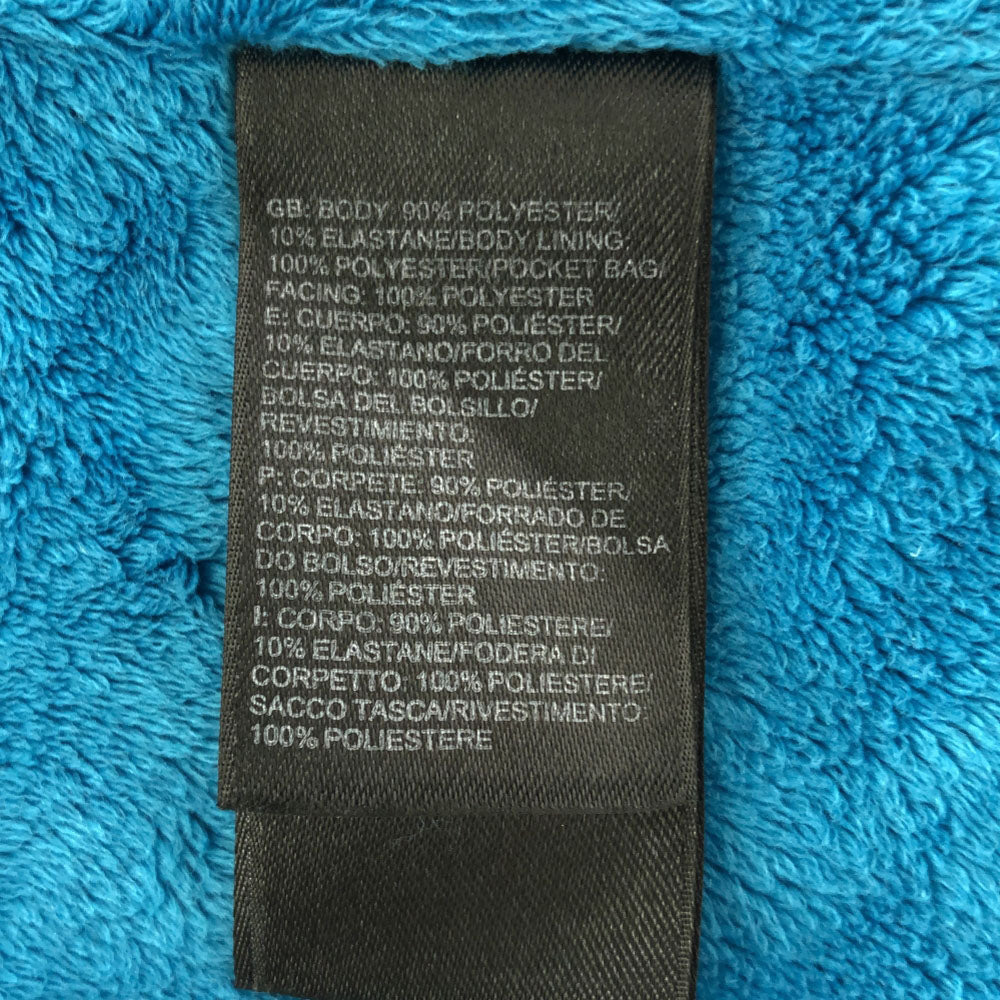 GB: BODY: 90% POLYESTER/
10% ELASTANE/BODY LINING:
100% POLYESTER/POCKET BAG/
FACING: 100% POLYESTER
E: CUERPO: 90% POLIÉSTER/
10% ELASTANO/FORRO DEL
CUERPO: 100% POLIÉSTER/
BOLSA DEL BOLSILLO/
REVESTIMIENTO:
100% POLIÉSTER
P: CORPETE: 90% POLIÉSTER/
10% ELASTANO/FORRADO DE
CORPO: 100% POLIÉSTER/BOLSA
DO BOLSO/REVESTIMENTO:
100% POLIÉSTER
I: CORPO: 90% POLIESTERE/
10% ELASTANE/FODERA DI
CORPETTO: 100% POLIESTERE/
SACCO TASCA/RIVESTIMENTO
100% POLIESTERE